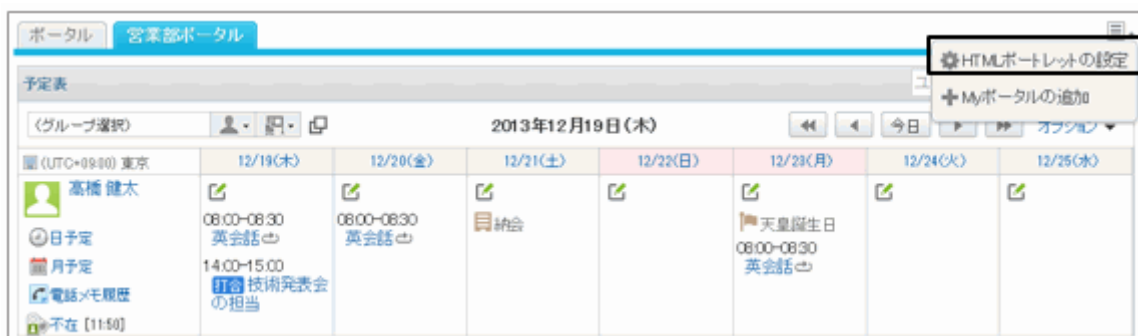 ポータル 営業部ポータル
HTMLポートレットの設定
Myポータルの追加
予定表
(グループ選択) 2013年12月19日(木) 今日 オプション
(UTC+09:00) 東京 12/19(木) 12/20(金) 12/21(土) 12/22(日) 12/23(月) 12/24(火) 12/25(水)
高橋 健太
日予定
月予定
電話メモ履歴
不在 [11:50]
08:00-08:30
英会話
14:00-15:00
打合 技術発表会
の担当
08:00-08:30
英会話
納会
天皇誕生日
08:00-08:30
英会話